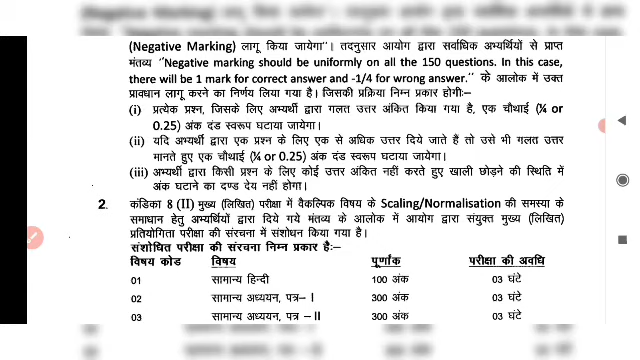 (Negative Marking) लागू किया जायेगा"। तदनुसार आयोग द्वारा सर्वाधिक अभ्यर्थियों से प्राप्त
मंतव्य "Negative marking should be uniformly on all the 150 questions. In this case,
there will be 1 mark for correct answer and -1/4 for wrong answer." के आलोक में उक्त
प्रावधान लागू करने का निर्णय लिया गया है। जिसकी प्रक्रिया निम्न प्रकार होगी:-
(i) प्रत्येक प्रश्न, जिसके लिए अभ्यर्थी द्वारा गलत उत्तर अंकित किया गया है, एक चौथाई (¼ or
0.25) अंक दंड स्वरूप घटाया जायेगा।
(ii) यदि अभ्यर्थी द्वारा एक प्रश्न के लिए एक से अधिक उत्तर दिये जाते हैं तो उसे भी गलत उत्तर
मानते हुए एक चौथाई (¼ or 0.25) अंक दंड स्वरूप घटाया जायेगा।
(iii) अभ्यर्थी द्वारा किसी प्रश्न के लिए कोई उत्तर अंकित नहीं करते हुए खाली छोड़ने की स्थिति में
अंक घटाने का दण्ड देय नहीं होगा।
2. कंडिका 8 (II) मुख्य (लिखित) परीक्षा में वैकल्पिक विषय के Scaling/Normalisation की समस्या के
समाधान हेतु अभ्यर्थियों द्वारा दिये गये मंतव्य के आलोक में आयोग द्वारा संयुक्त मुख्य (लिखित)
प्रतियोगिता परीक्षा की संरचना में संशोधन किया गया है।
संशोधित परीक्षा की संरचना निम्न प्रकार है:-
विषय कोड विषय पूर्णांक परीक्षा की अवधि
01 सामान्य हिन्दी 100 अंक 03 घंटे
02 सामान्य अध्ययन, पत्र- I 300 अंक 03 घंटे
03 सामान्य अध्ययन, पत्र - II 300 अंक 03 घंटे